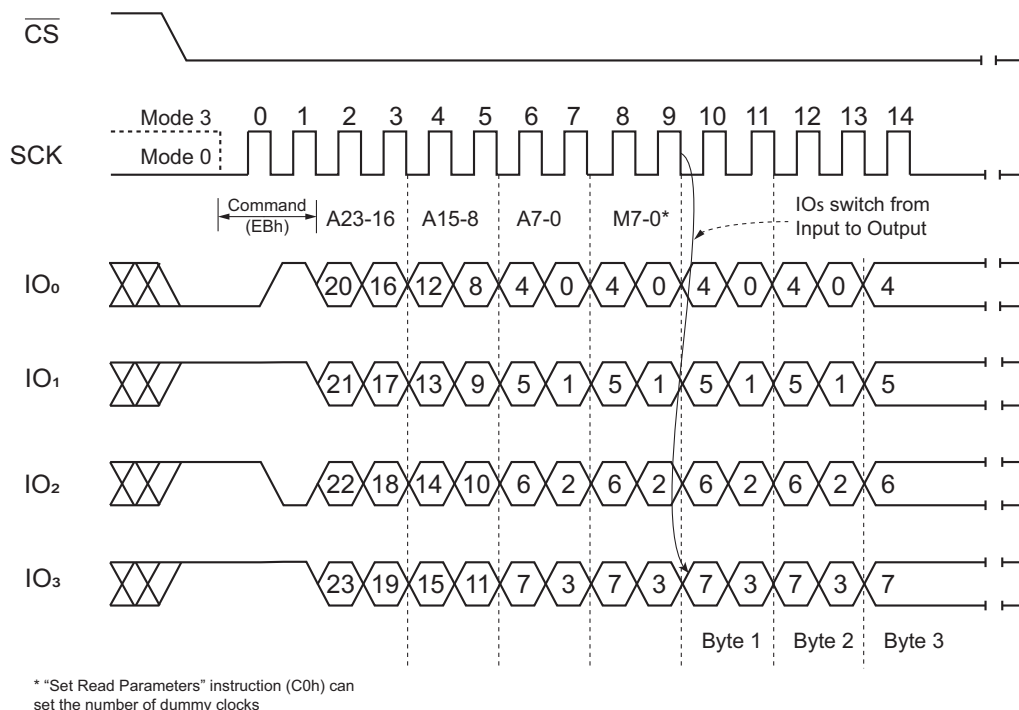 CS
Mode 3
Mode 0
SCK
0 1 2 3 4 5 6 7 8 9 10 11 12 13 14
Command
(EBh)
A23-16 A15-8 A7-0 M7-0*
IOs switch from
Input to Output
IO₀ 20 16 12 8 4 0 4 0 4 0 4 0 4
IO₁ 21 17 13 9 5 1 5 1 5 1 5 1 5
IO₂ 22 18 14 10 6 2 6 2 6 2 6 2 6
IO₃ 23 19 15 11 7 3 7 3 7 3 7 3 7
Byte 1 Byte 2 Byte 3
* “Set Read Parameters” instruction (C0h) can
set the number of dummy clocks